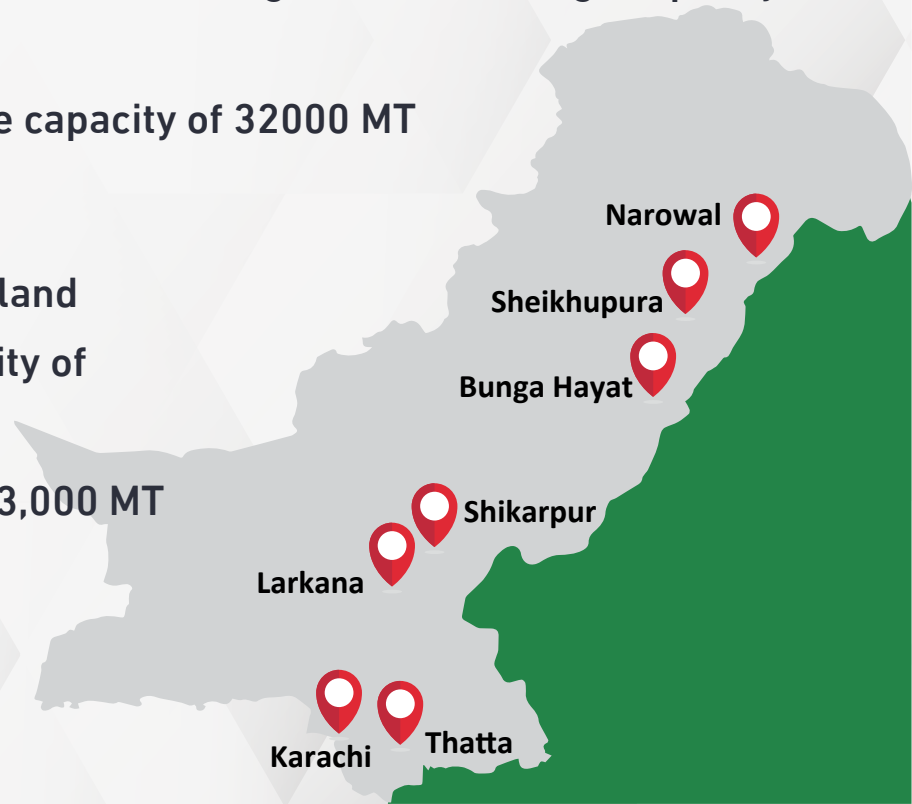 e capacity of 32000 MT
Narowal
land
Sheikhupura
ity of
Bunga Hayat
3,000 MT
Shikarpur
Larkana
Karachi
Thatta